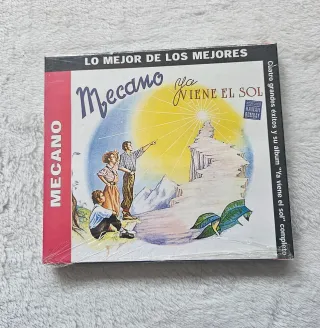 LO MEJOR DE LOS MEJORES
MECANO
Mecano
ya
VIENE EL SOL
Cuatro grandes éxitos y su álbum "Ya viene el sol" completo